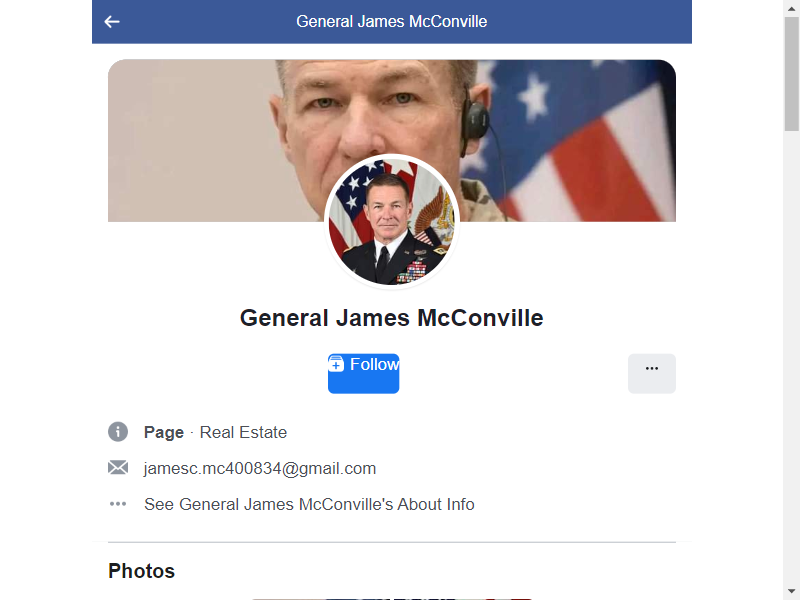 General James McConville
General James McConville
Follow
Page · Real Estate
jamesc.mc400834@gmail.com
See General James McConville's About Info
Photos